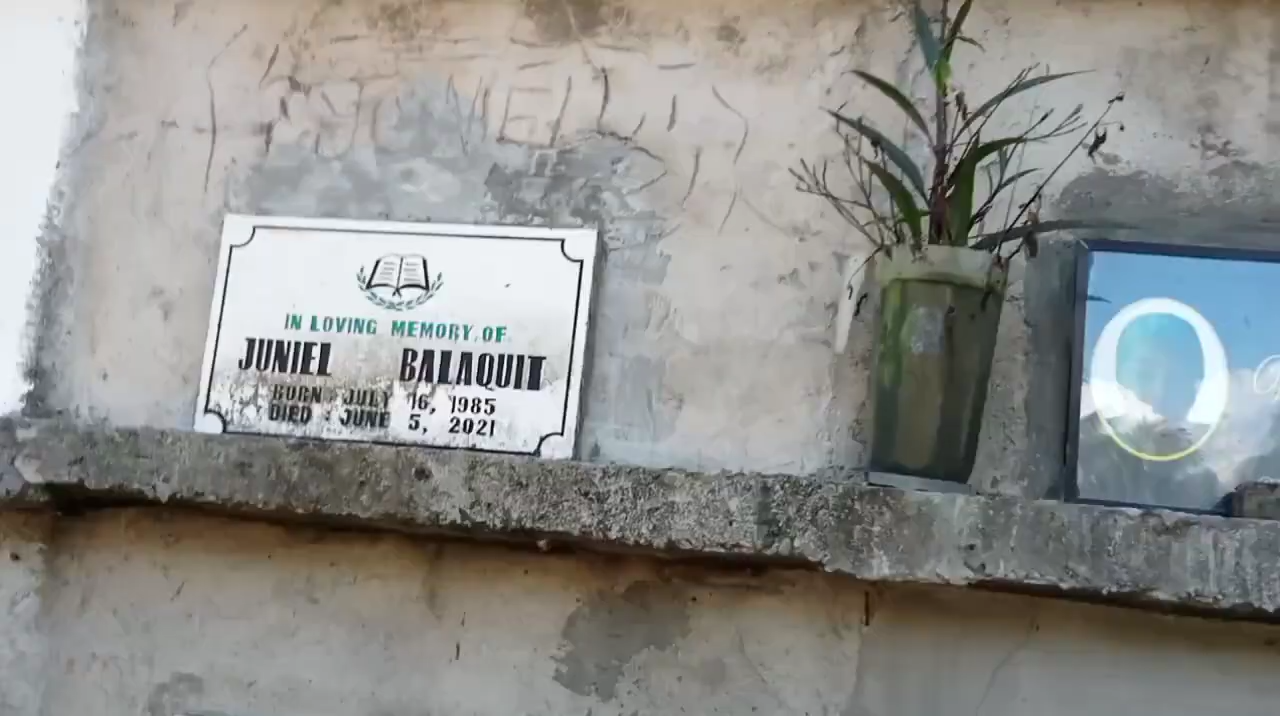 IN LOVING MEMORY OF
JUNIEL BALAQUIT
BORN : JULY 16, 1985
DIED : JUNE 5, 2021